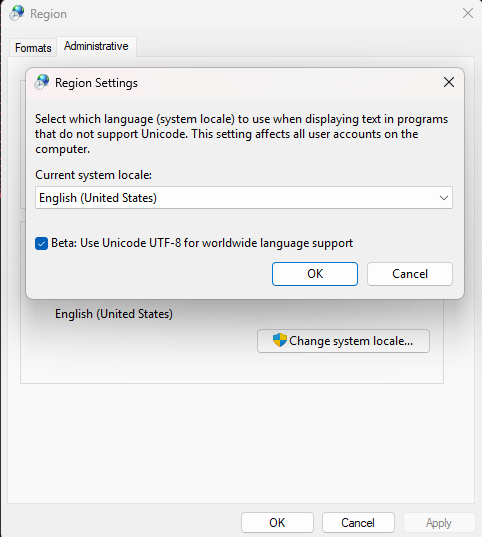 Region
Formats
Administrative
Region Settings
Select which language (system locale) to use when displaying text in programs
that do not support Unicode. This setting affects all user accounts on the
computer.
Current system locale:
English (United States)
Beta: Use Unicode UTF-8 for worldwide language support
OK
Cancel
English (United States)
Change system locale...
OK
Cancel
Apply